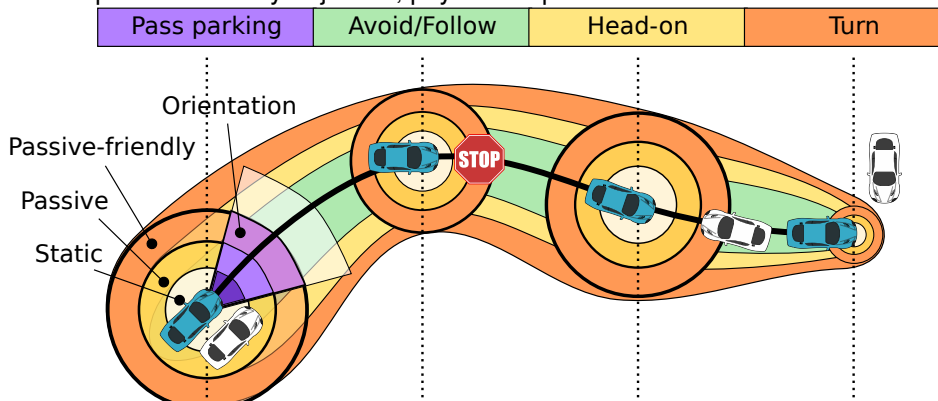 Pass parking
Avoid/Follow
Head-on
Turn
Orientation
Passive-friendly
Passive
Static
STOP